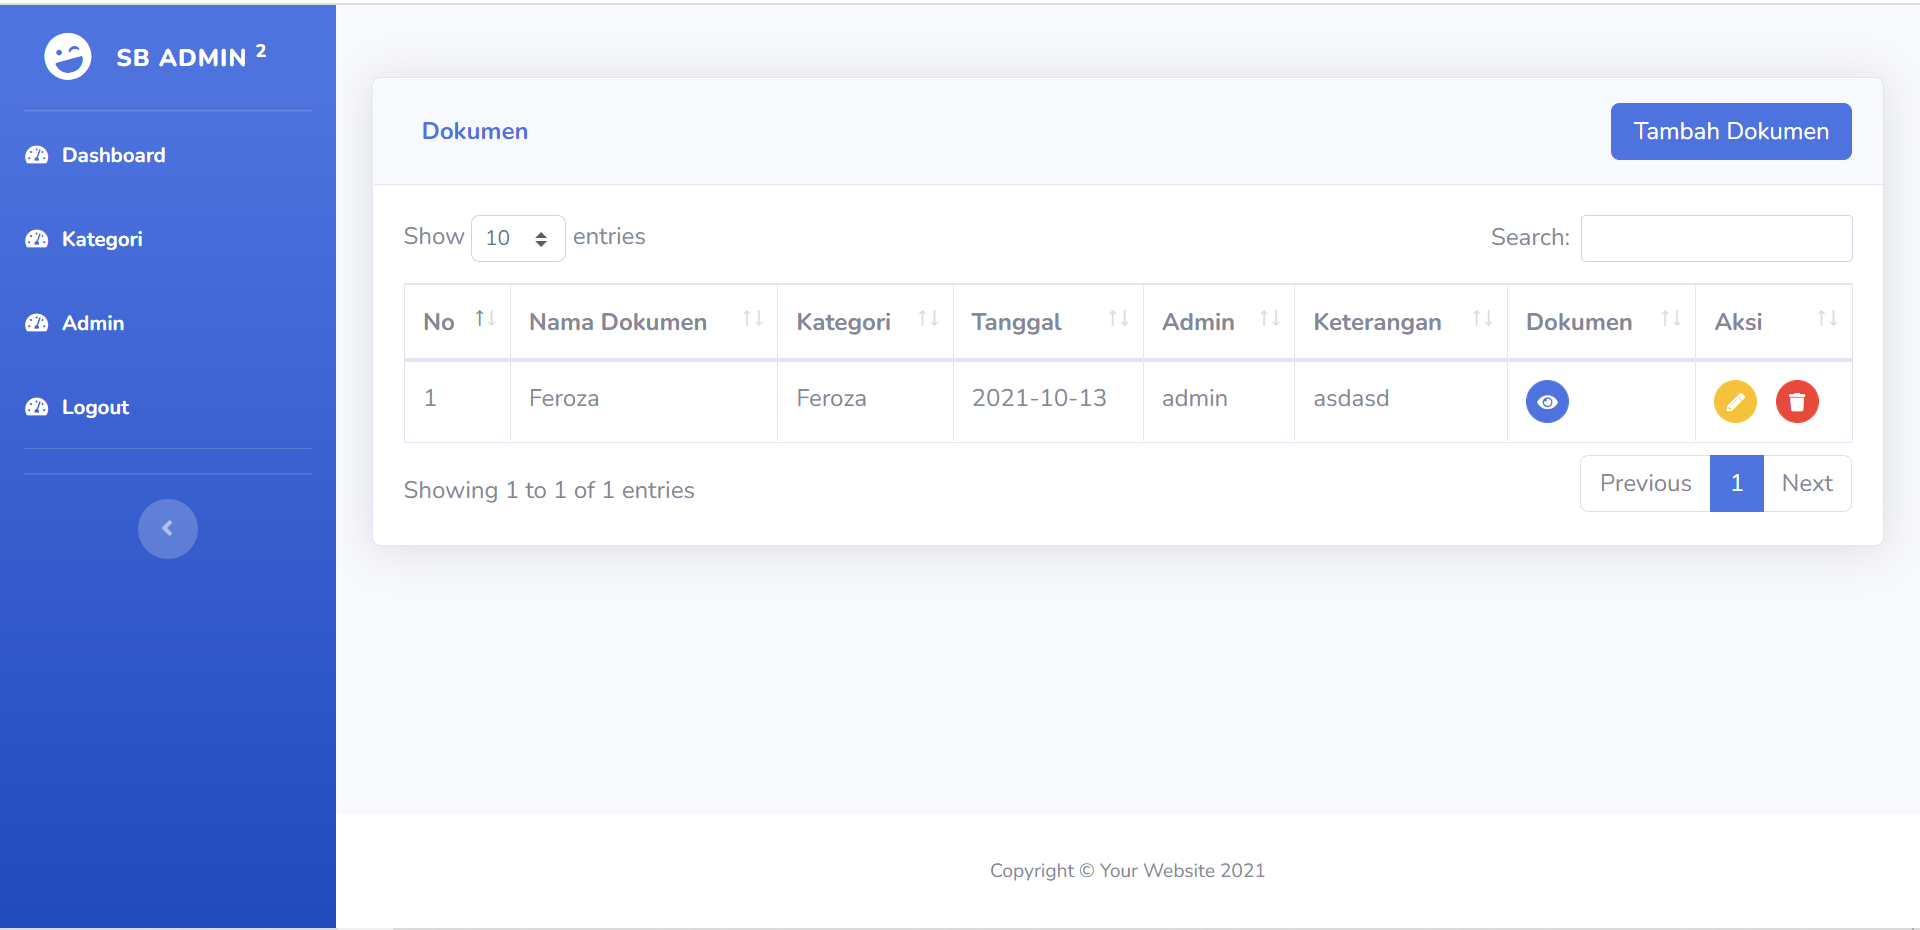 SB ADMIN 2
Dashboard
Kategori
Admin
Logout
Dokumen
Tambah Dokumen
Show 10 entries
Search:
No Nama Dokumen Kategori Tanggal Admin Keterangan Dokumen Aksi
1 Feroza Feroza 2021-10-13 admin asdasd
Showing 1 to 1 of 1 entries
Previous 1 Next
Copyright © Your Website 2021